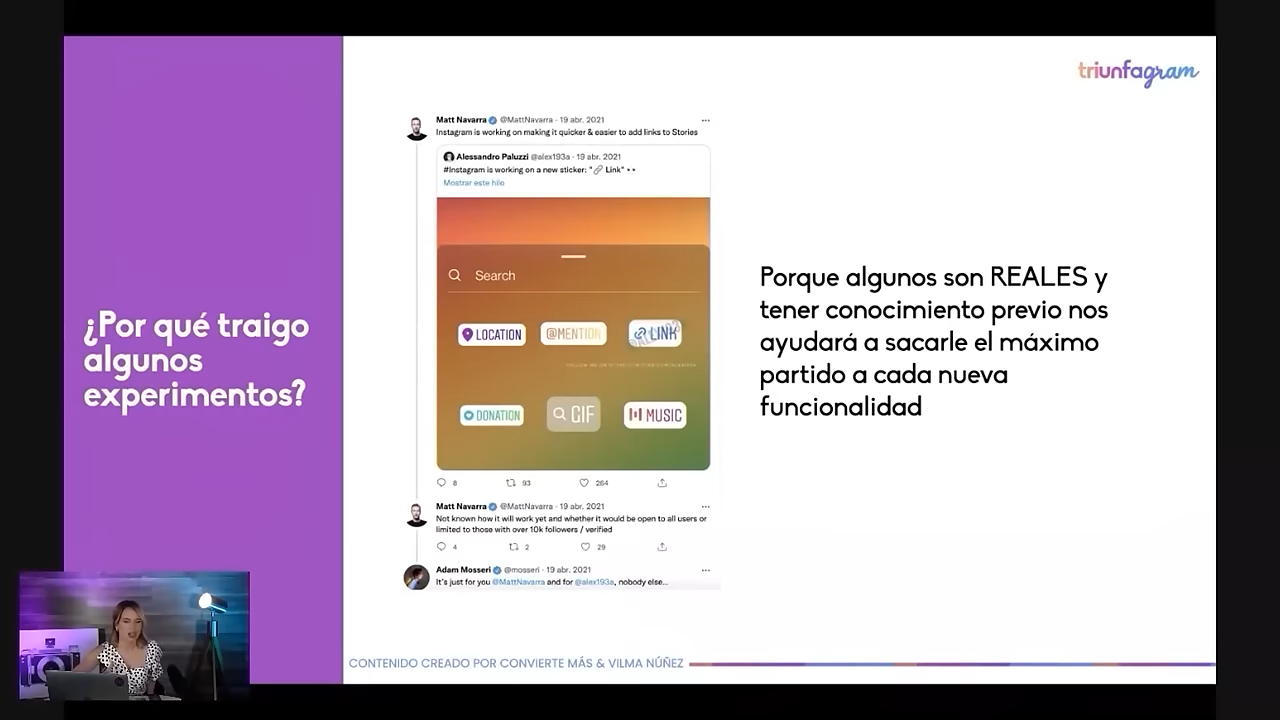 triunfagram
¿Por qué traigo
algunos
experimentos?
Matt Navarra @MattNavarra · 19 abr. 2021
Instagram is working on making it quicker & easier to add links to Stories
Alessandro Paluzzi @alex193a · 19 abr. 2021
#Instagram is working on a new sticker: "🔗 Link" 👀
Mostrar este hilo
Search
LOCATION
@MENTION
LINK
DONATION
GIF
MUSIC
8 93 264
Matt Navarra @MattNavarra · 19 abr. 2021
Not known how it will work yet and whether it would be open to all users or
limited to those with over 10k followers / verified
4 2 29
Adam Mosseri @mosseri · 19 abr. 2021
It's just for you @MattNavarra and for @alex193a, nobody else...
Porque algunos son REALES y
tener conocimiento previo nos
ayudará a sacarle el máximo
partido a cada nueva
funcionalidad
CONTENIDO CREADO POR CONVIERTE MÁS & VILMA NÚÑEZ